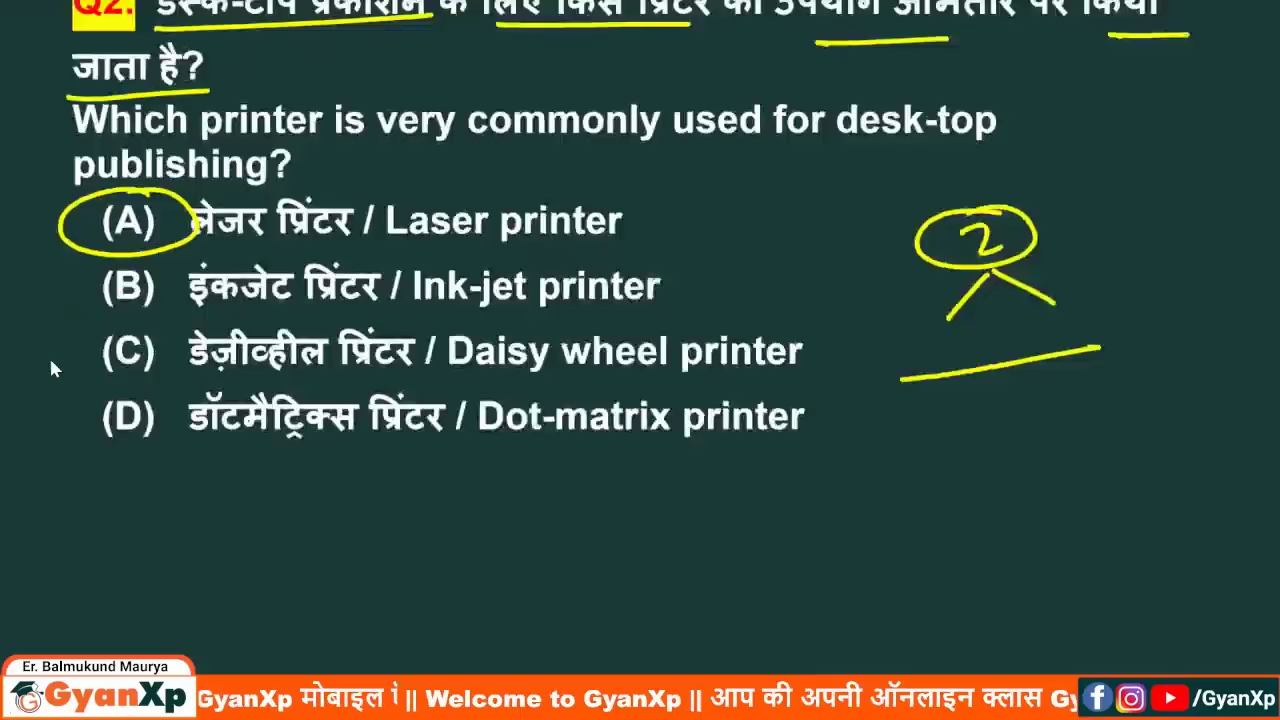 Q2. डेस्क-टॉप प्रकाशन के लिए किस प्रिंटर का उपयोग आमतौर पर किया
जाता है?
Which printer is very commonly used for desk-top
publishing?
(A) लेजर प्रिंटर / Laser printer
2
(B) इंकजेट प्रिंटर / Ink-jet printer
(C) डेज़ीव्हील प्रिंटर / Daisy wheel printer
(D) डॉटमैट्रिक्स प्रिंटर / Dot-matrix printer
Er. Balmukund Maurya
GyanXp GyanXp मोबाइल || Welcome to GyanXp || आप की अपनी ऑनलाइन क्लास Gy /GyanXp